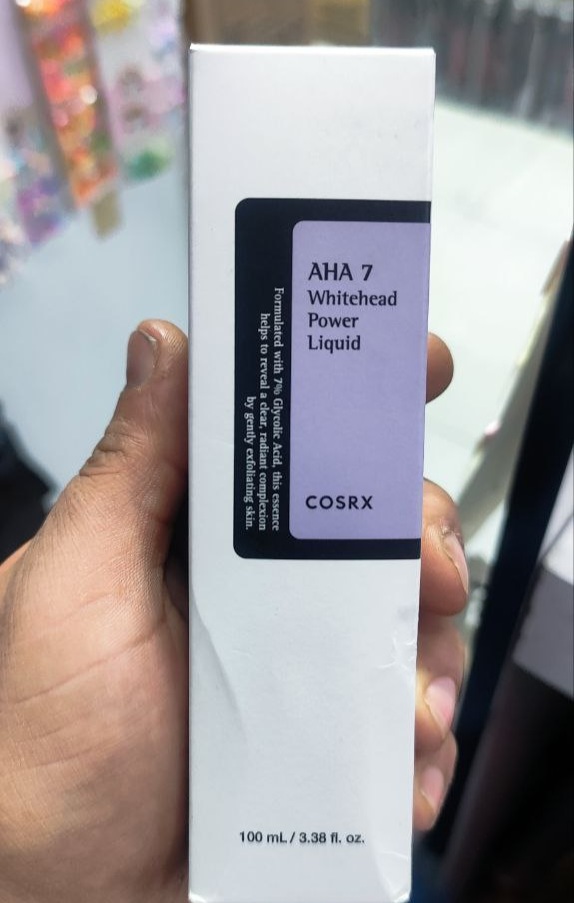 AHA 7
Whitehead
Power
Liquid
Formulated with 7% Glycolic Acid, this essence
helps to reveal a clear, radiant complexion
by gently exfoliating skin.
COSRX
100 mL / 3.38 fl. oz.